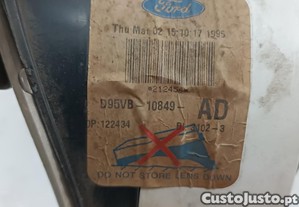 Ford
Thu Mar 02 15:10:17 1995
D95VB-10849- AD
OP:122434
DO NOT STORE LENS DOWN
CustoJusto.pt